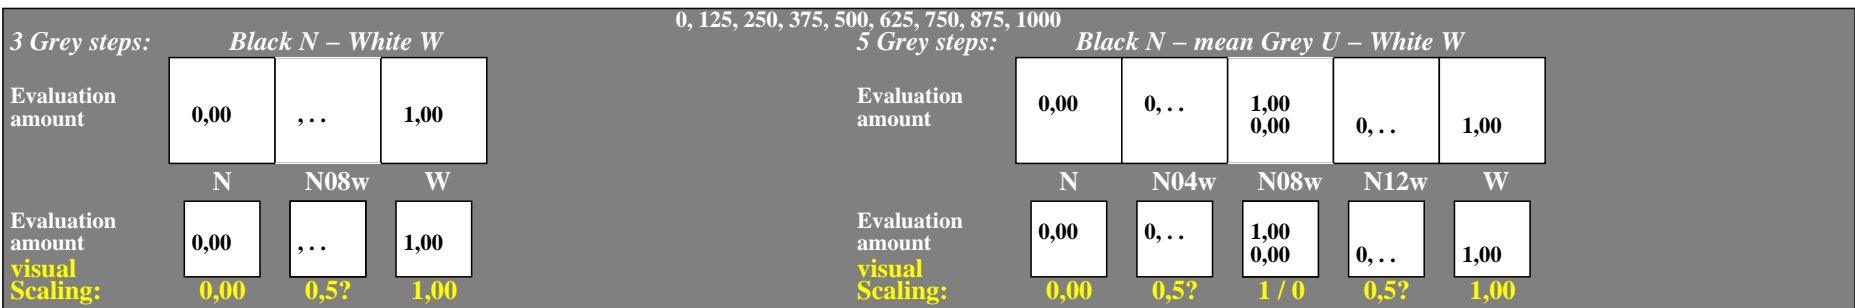 0, 125, 250, 375, 500, 625, 750, 875, 1000
3 Grey steps: Black N – White W
Evaluation
amount
0,00 , . . 1,00
N N08w W
Evaluation
amount
0,00 , . . 1,00
visual
Scaling: 0,00 0,5? 1,00
5 Grey steps: Black N – mean Grey U – White W
Evaluation
amount
0,00 0, . . 1,00
0,00 0, . . 1,00
N N04w N08w N12w W
Evaluation
amount
0,00 0, . . 1,00
0,00 0, . . 1,00
visual
Scaling: 0,00 0,5? 1 / 0 0,5? 1,00